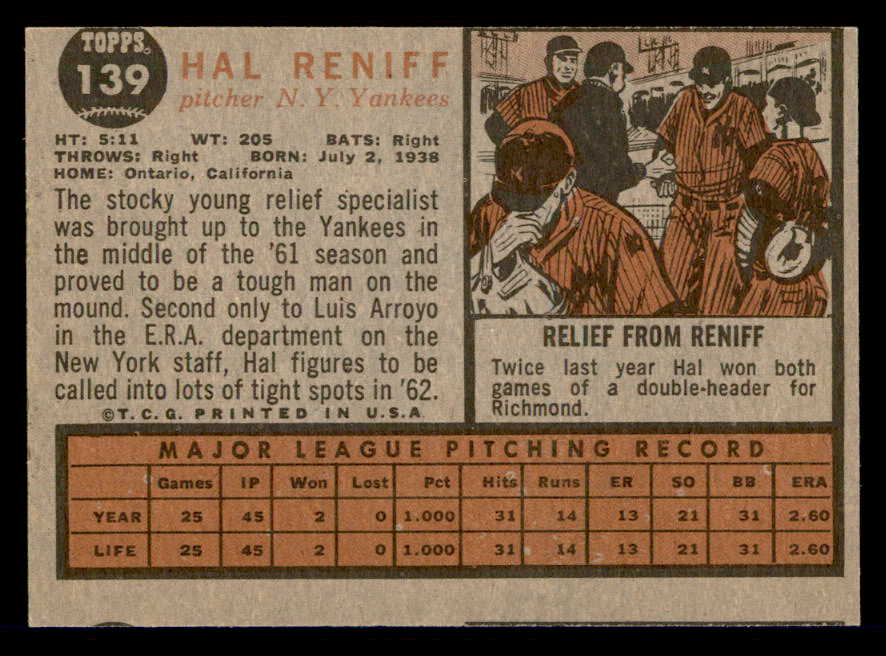 TOPPS
139
HAL RENIFF
pitcher N. Y. Yankees
HT: 5:11 WT: 205 BATS: Right
THROWS: Right BORN: July 2, 1938
HOME: Ontario, California
The stocky young relief specialist
was brought up to the Yankees in
the middle of the '61 season and
proved to be a tough man on the
mound. Second only to Luis Arroyo
in the E.R.A. department on the
New York staff, Hal figures to be
called into lots of tight spots in '62.
©T.C.G. PRINTED IN U.S.A.
RELIEF FROM RENIFF
Twice last year Hal won both
games of a double-header for
Richmond.
MAJOR LEAGUE PITCHING RECORD
Games IP Won Lost Pct Hits Runs ER SO BB ERA
YEAR 25 45 2 0 1.000 31 14 13 21 31 2.60
LIFE 25 45 2 0 1.000 31 14 13 21 31 2.60